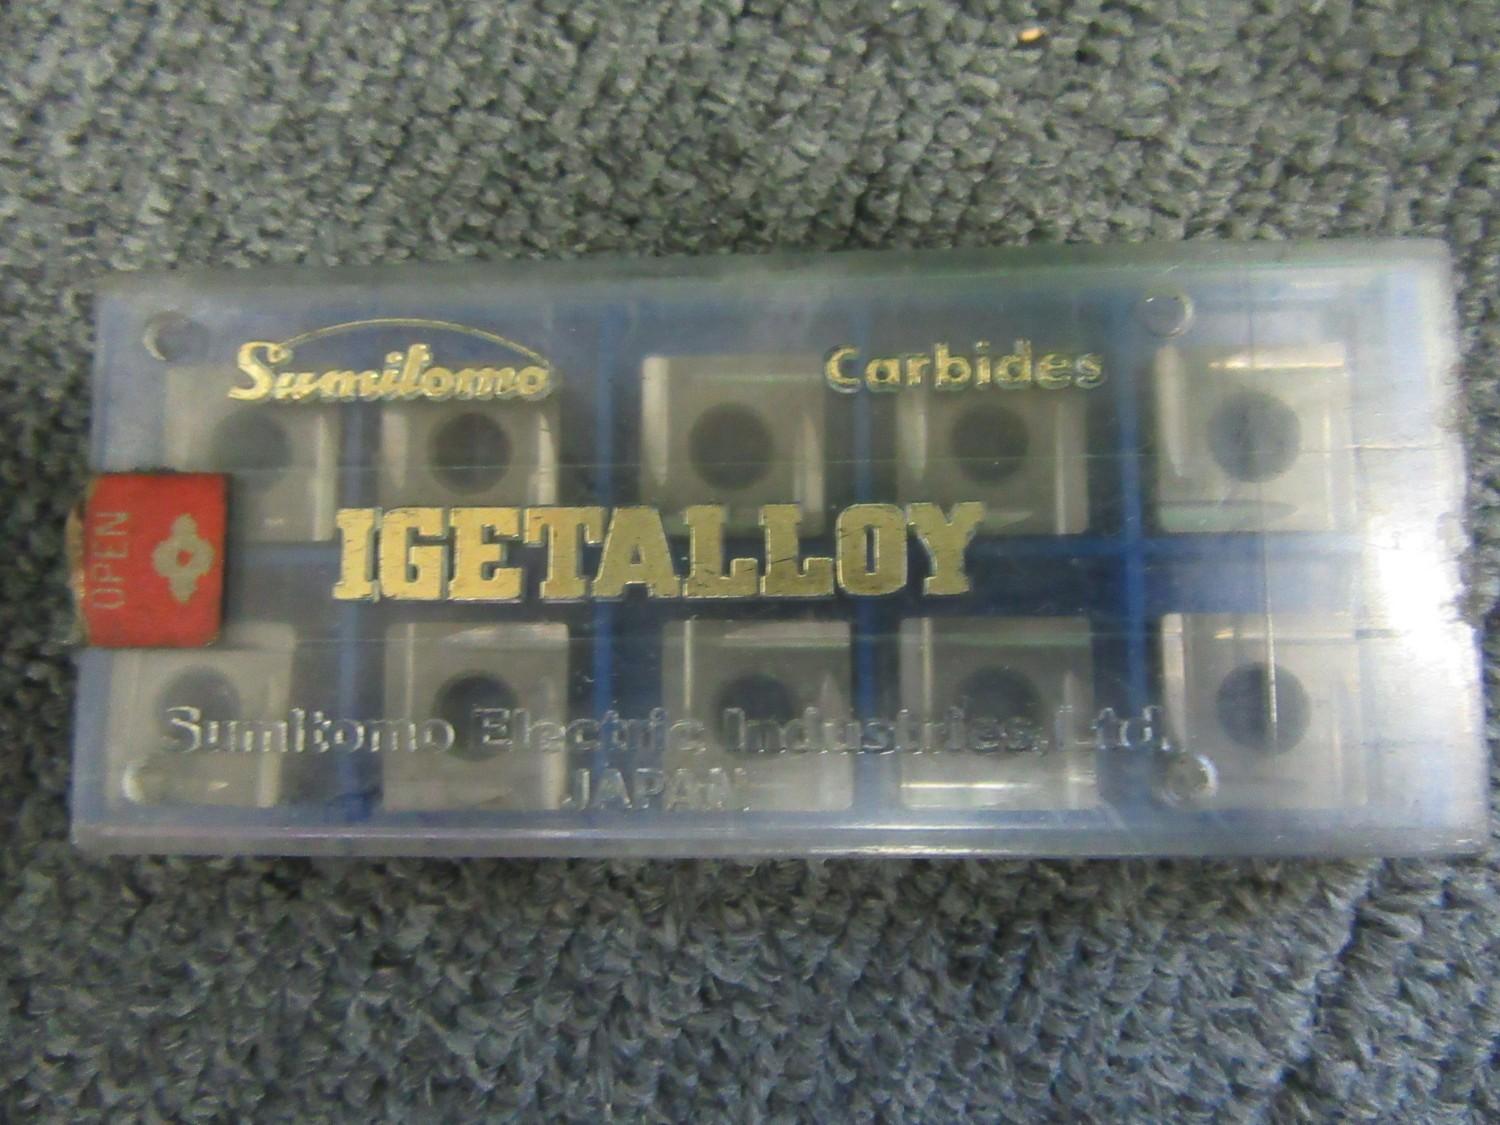 Sumitomo Carbides
OPEN
IGETALLOY
Sumitomo Electric Industries, Ltd.
JAPAN